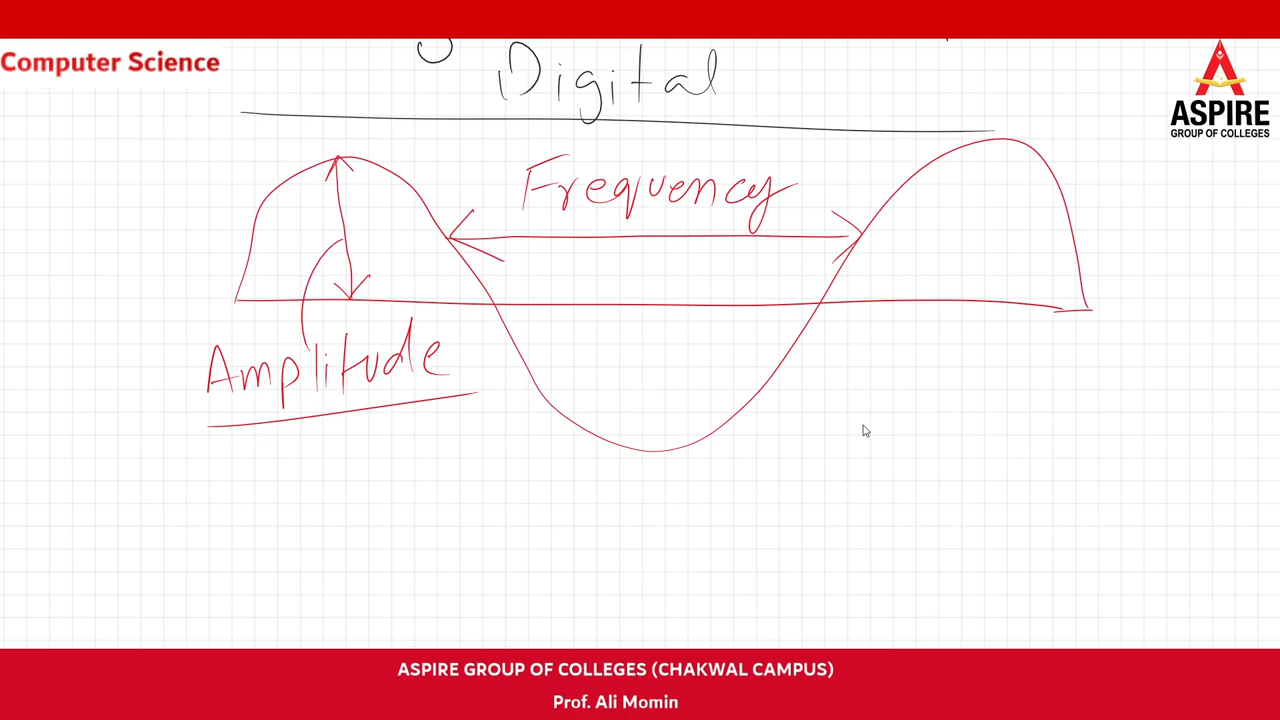 Computer Science
Digital
ASPIRE
GROUP OF COLLEGES
Frequency
Amplitude
ASPIRE GROUP OF COLLEGES (CHAKWAL CAMPUS)
Prof. Ali Momin